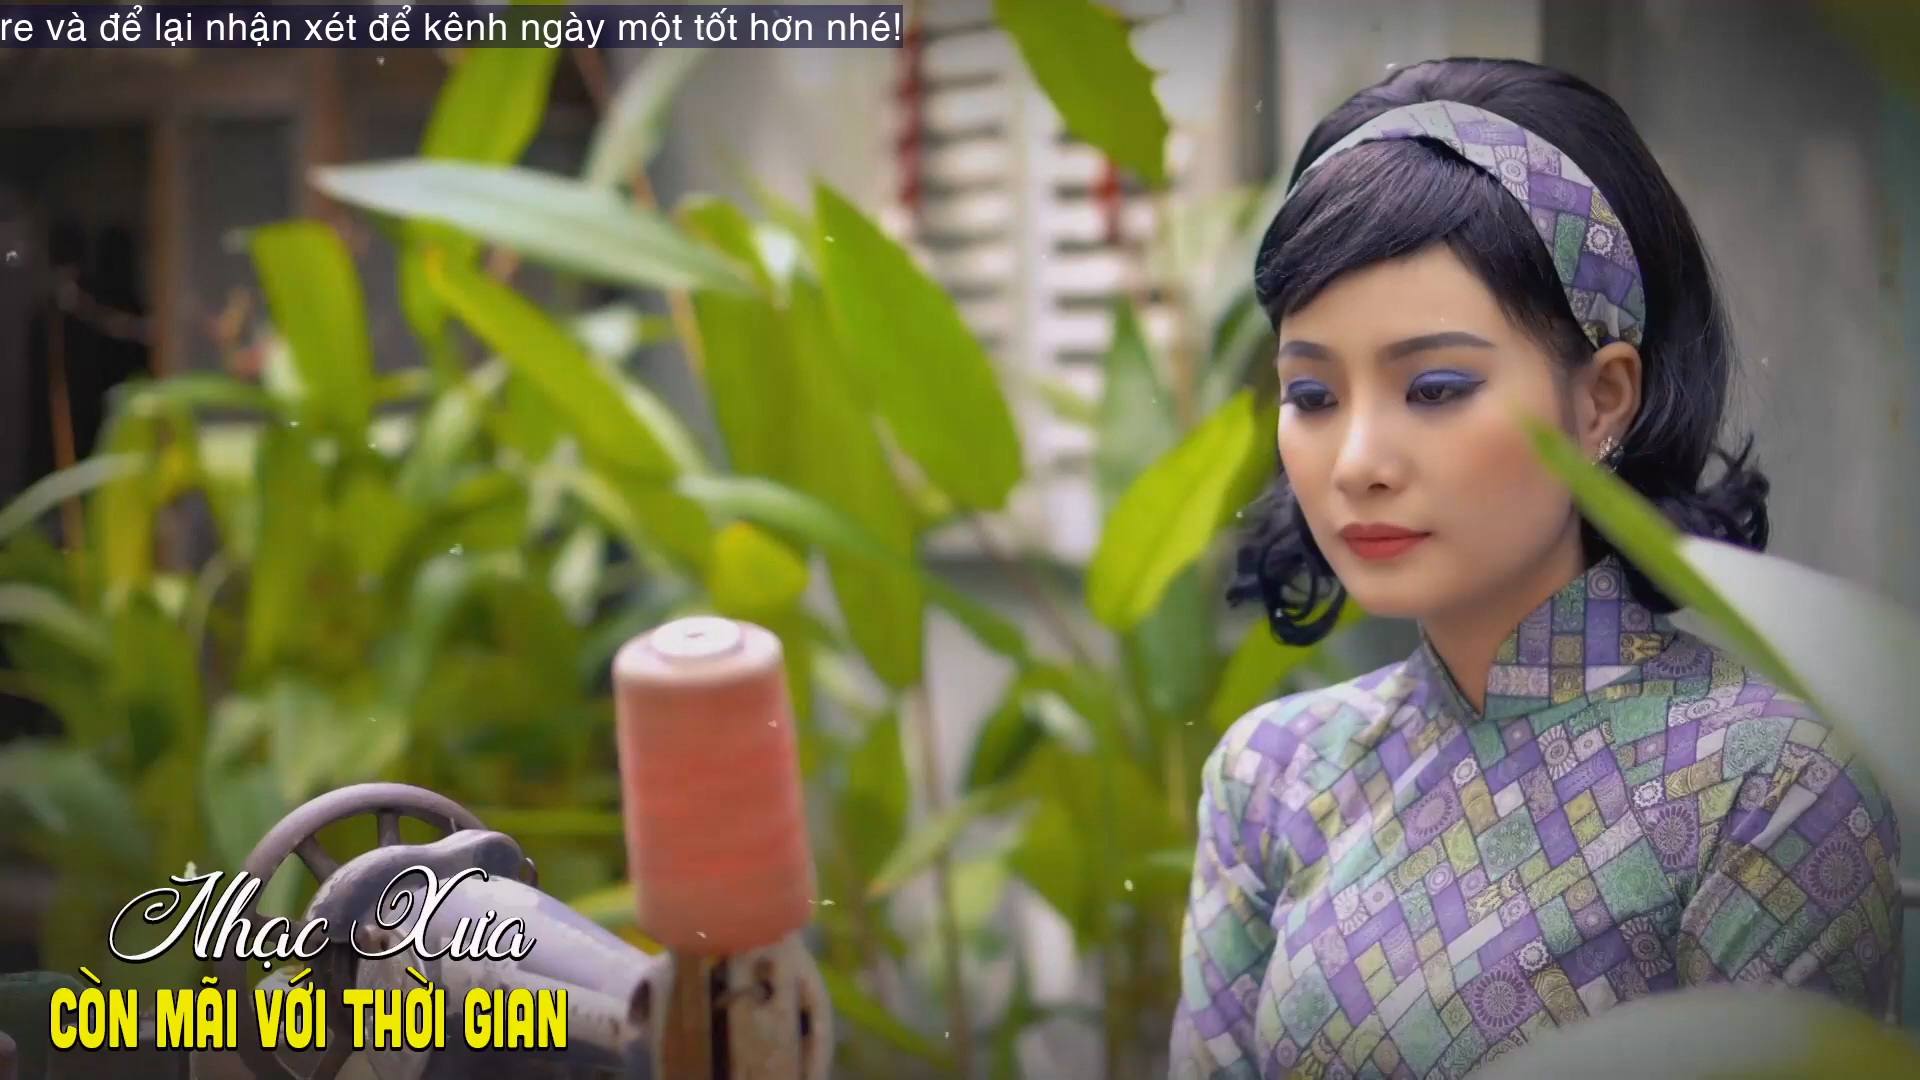 re và để lại nhận xét để kênh ngày một tốt hơn nhé!
Nhạc Xưa
CÒN MÃI VỚI THỜI GIAN